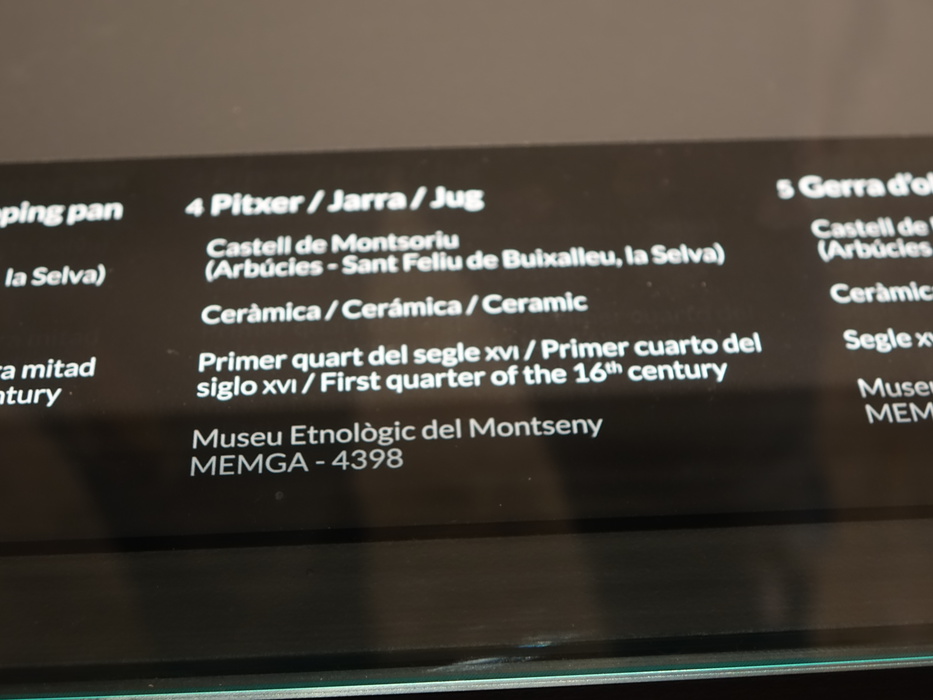 pping pan
la Selva)
a mitad
ntury
4 Pitxer / Jarra / Jug
Castell de Montsoriu
(Arbúcies - Sant Feliu de Buixalleu, la Selva)
Ceràmica / Cerámica / Ceramic
Primer quart del segle XVI / Primer cuarto del
siglo XVI / First quarter of the 16th century
Museu Etnològic del Montseny
MEMGA - 4398
5 Gerra d'ol
Castell de
(Arbúcies
Ceràmic
Segle XV
Museu
MEM